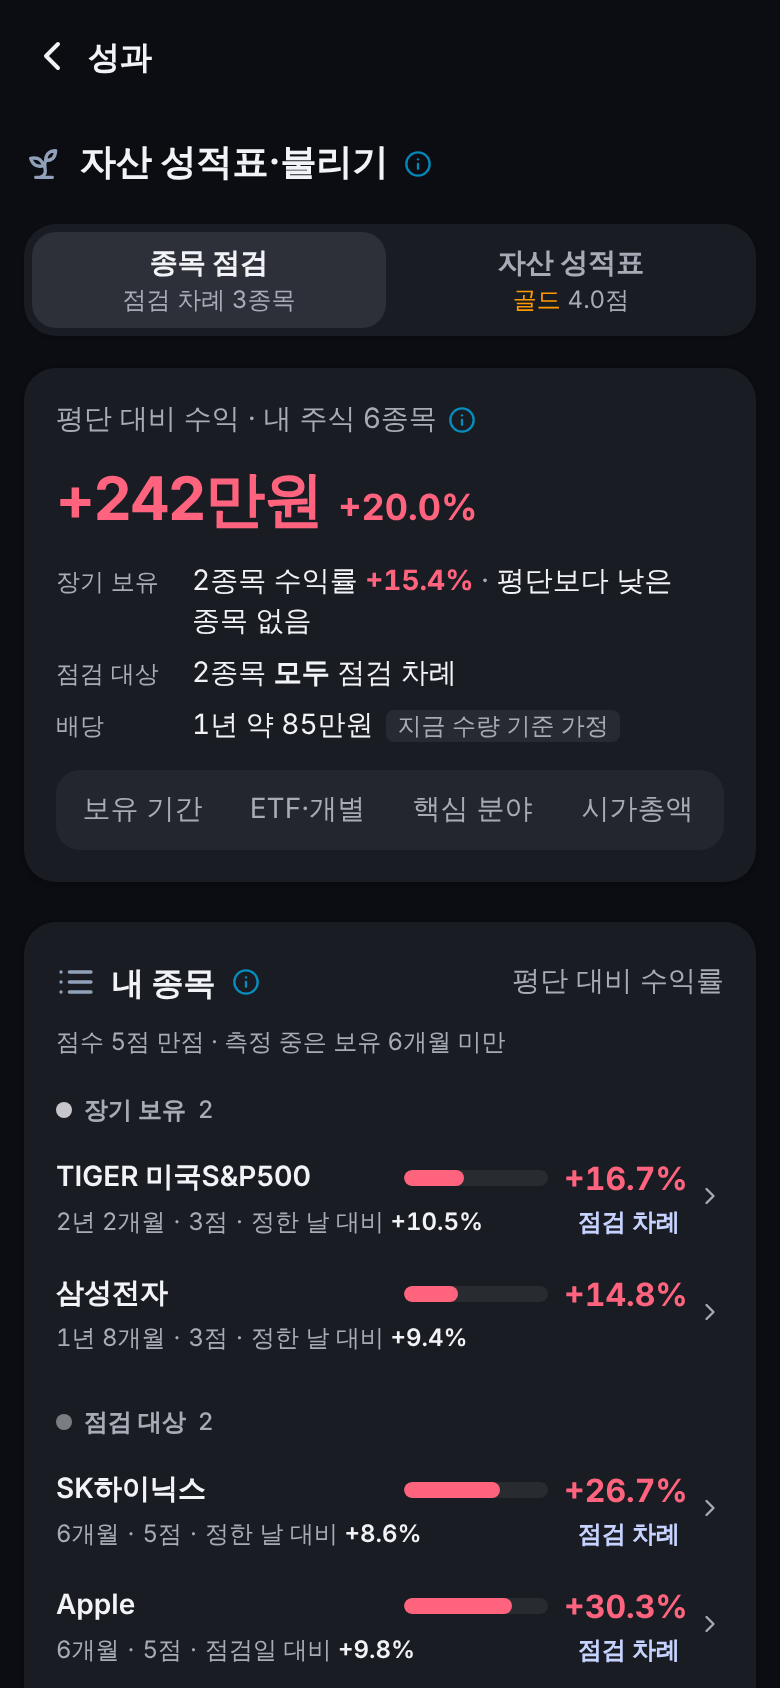 성과
자산 성적표·불리기
종목 점검
점검 차례 3종목
자산 성적표
골드 4.0점
평단 대비 수익 · 내 주식 6종목
+242만원 +20.0%
장기 보유 2종목 수익률 +15.4% · 평단보다 낮은
종목 없음
점검 대상 2종목 모두 점검 차례
배당 1년 약 85만원 지금 수량 기준 가정
보유 기간 ETF·개별 핵심 분야 시가총액
내 종목 평단 대비 수익률
점수 5점 만점 · 측정 중은 보유 6개월 미만
장기 보유 2
TIGER 미국S&P500 +16.7%
2년 2개월 · 3점 · 정한 날 대비 +10.5% 점검 차례
삼성전자 +14.8%
1년 8개월 · 3점 · 정한 날 대비 +9.4%
점검 대상 2
SK하이닉스 +26.7%
6개월 · 5점 · 정한 날 대비 +8.6% 점검 차례
Apple +30.3%
6개월 · 5점 · 점검일 대비 +9.8% 점검 차례